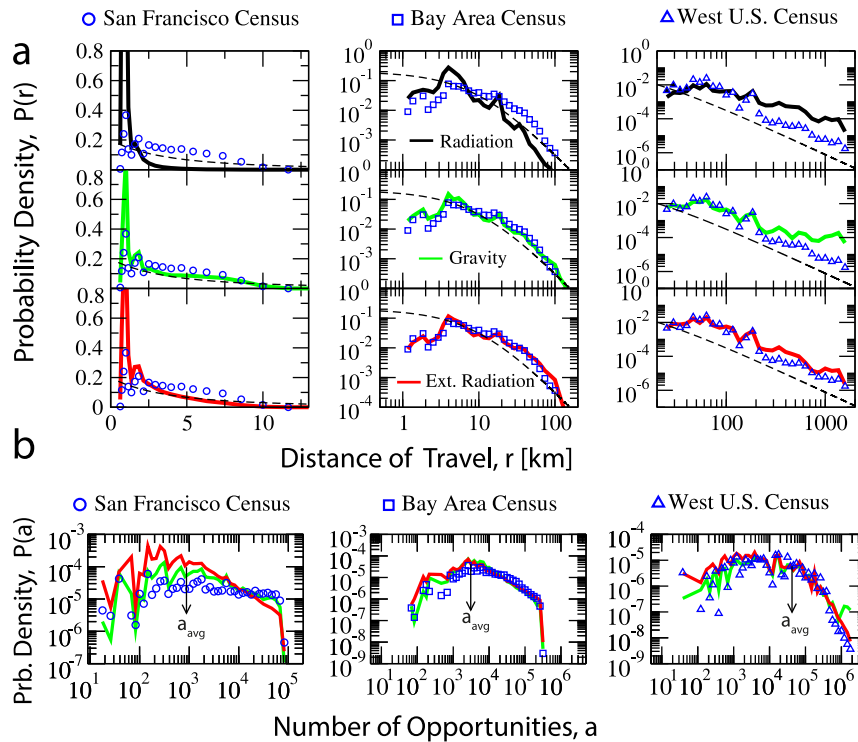 a
San Francisco Census
Bay Area Census
West U.S. Census
Probability Density, P(r)
0.8
0.6
0.4
0.2
0.8
0.6
0.4
0.2
0.8
0.6
0.4
0.2
0
0 5 10
10^0
10^-1
10^-2
10^-3
10^0
10^-1
10^-2
10^-3
10^0
10^-1
10^-2
10^-3
10^-4
1 10 100
Radiation
Gravity
Ext. Radiation
10^0
10^-2
10^-4
10^0
10^-2
10^-4
10^0
10^-2
10^-4
10^-6
100 1000
Distance of Travel, r [km]
b
San Francisco Census
Bay Area Census
West U.S. Census
Prb. Density, P(a)
10^-3
10^-4
10^-5
10^-6
10^-7
a_avg
10^1 10^2 10^3 10^4 10^5
10^-3
10^-4
10^-5
10^-6
10^-7
10^-8
10^-9
a_avg
10^1 10^2 10^3 10^4 10^5 10^6
10^-4
10^-5
10^-6
10^-7
10^-8
10^-9
a_avg
10^1 10^2 10^3 10^4 10^5 10^6
Number of Opportunities, a